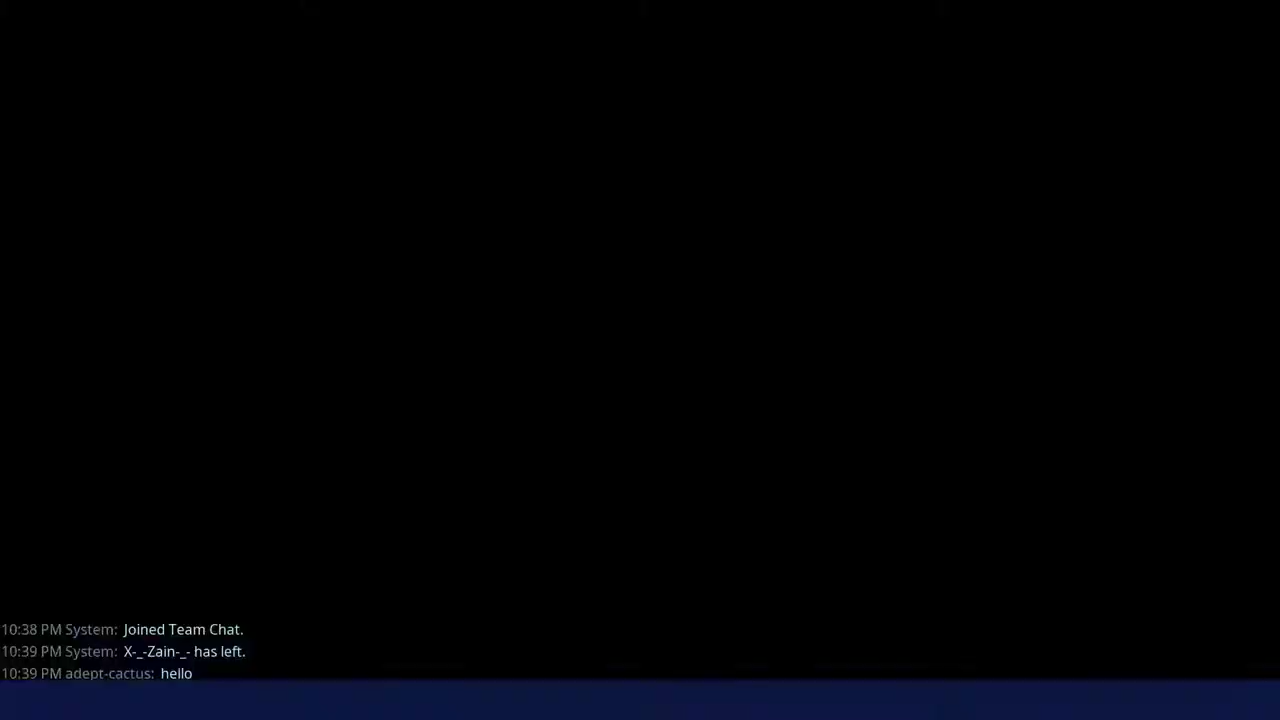 10:38 PM System: Joined Team Chat.
10:39 PM System: X-_-Zain-_- has left.
10:39 PM adept-cactus: hello